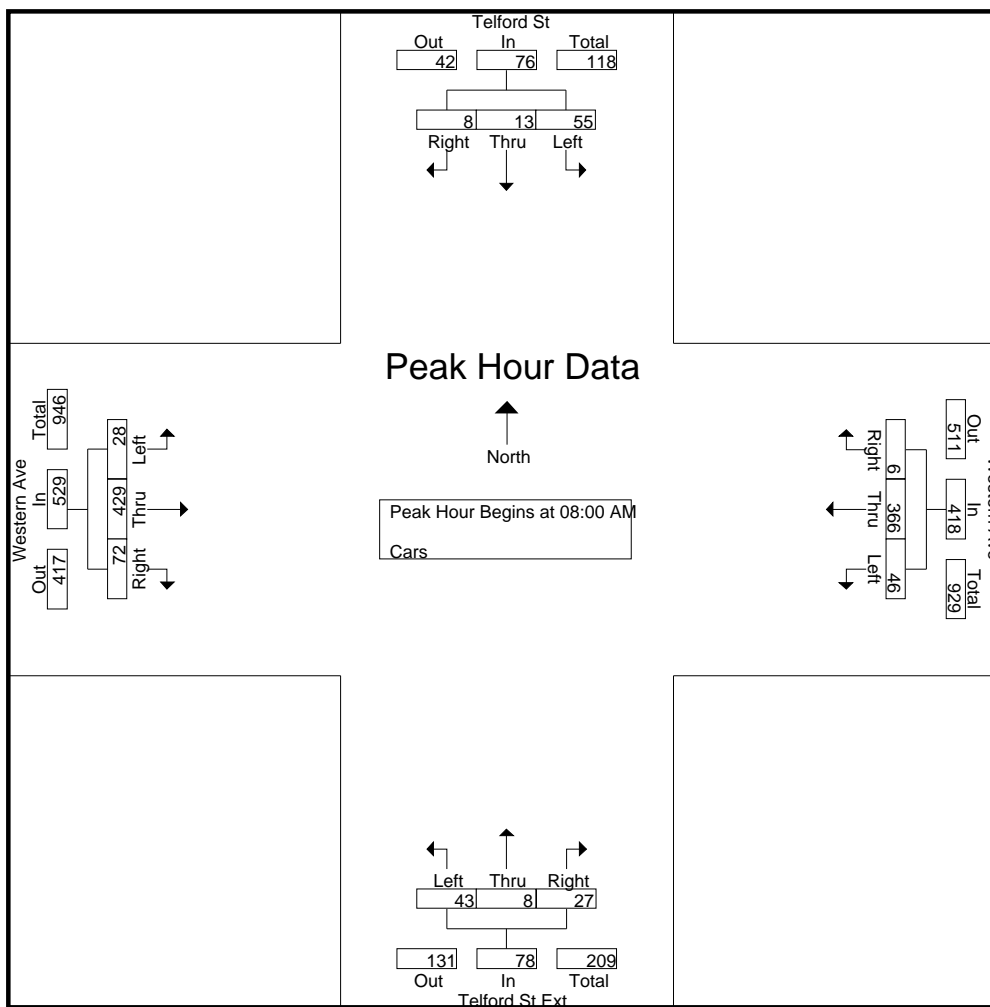 Telford St
Out In Total
42 76 118
8 13 55
Right Thru Left
Peak Hour Data
North
Peak Hour Begins at 08:00 AM
Cars
Western Ave
Total In Out
946 529 417
28 429 72
Left Thru Right
Right Thru Left
6 366 46
511 418 929
Out In Total
Left Thru Right
43 8 27
131 78 209
Out In Total
Telford St Ext